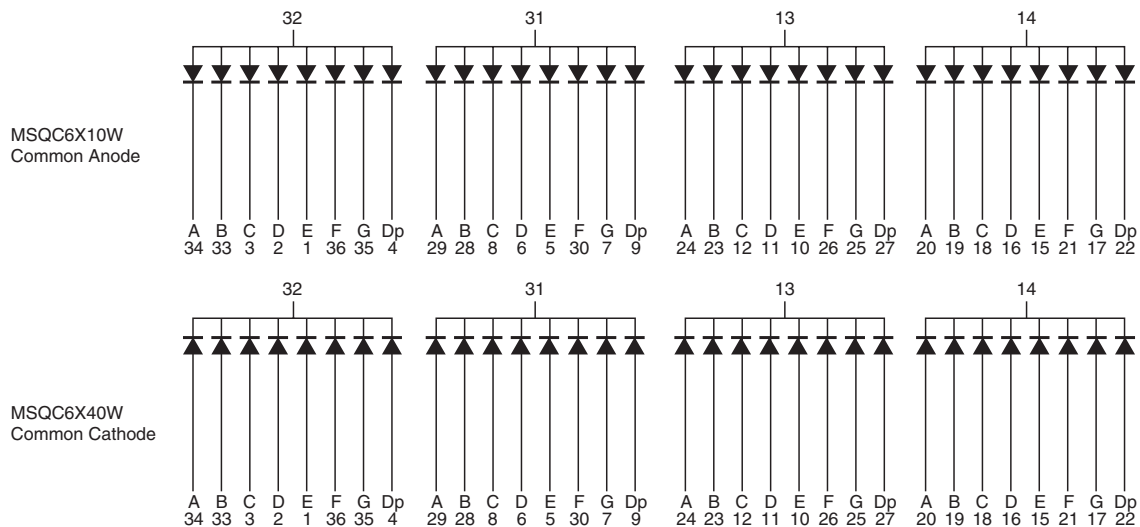 32 31 13 14
MSQC6X10W
Common Anode
A B C D E F G Dp A B C D E F G Dp A B C D E F G Dp A B C D E F G Dp
34 33 3 2 1 36 35 4 29 28 8 6 5 30 7 9 24 23 12 11 10 26 25 27 20 19 18 16 15 21 17 22
32 31 13 14
MSQC6X40W
Common Cathode
A B C D E F G Dp A B C D E F G Dp A B C D E F G Dp A B C D E F G Dp
34 33 3 2 1 36 35 4 29 28 8 6 5 30 7 9 24 23 12 11 10 26 25 27 20 19 18 16 15 21 17 22